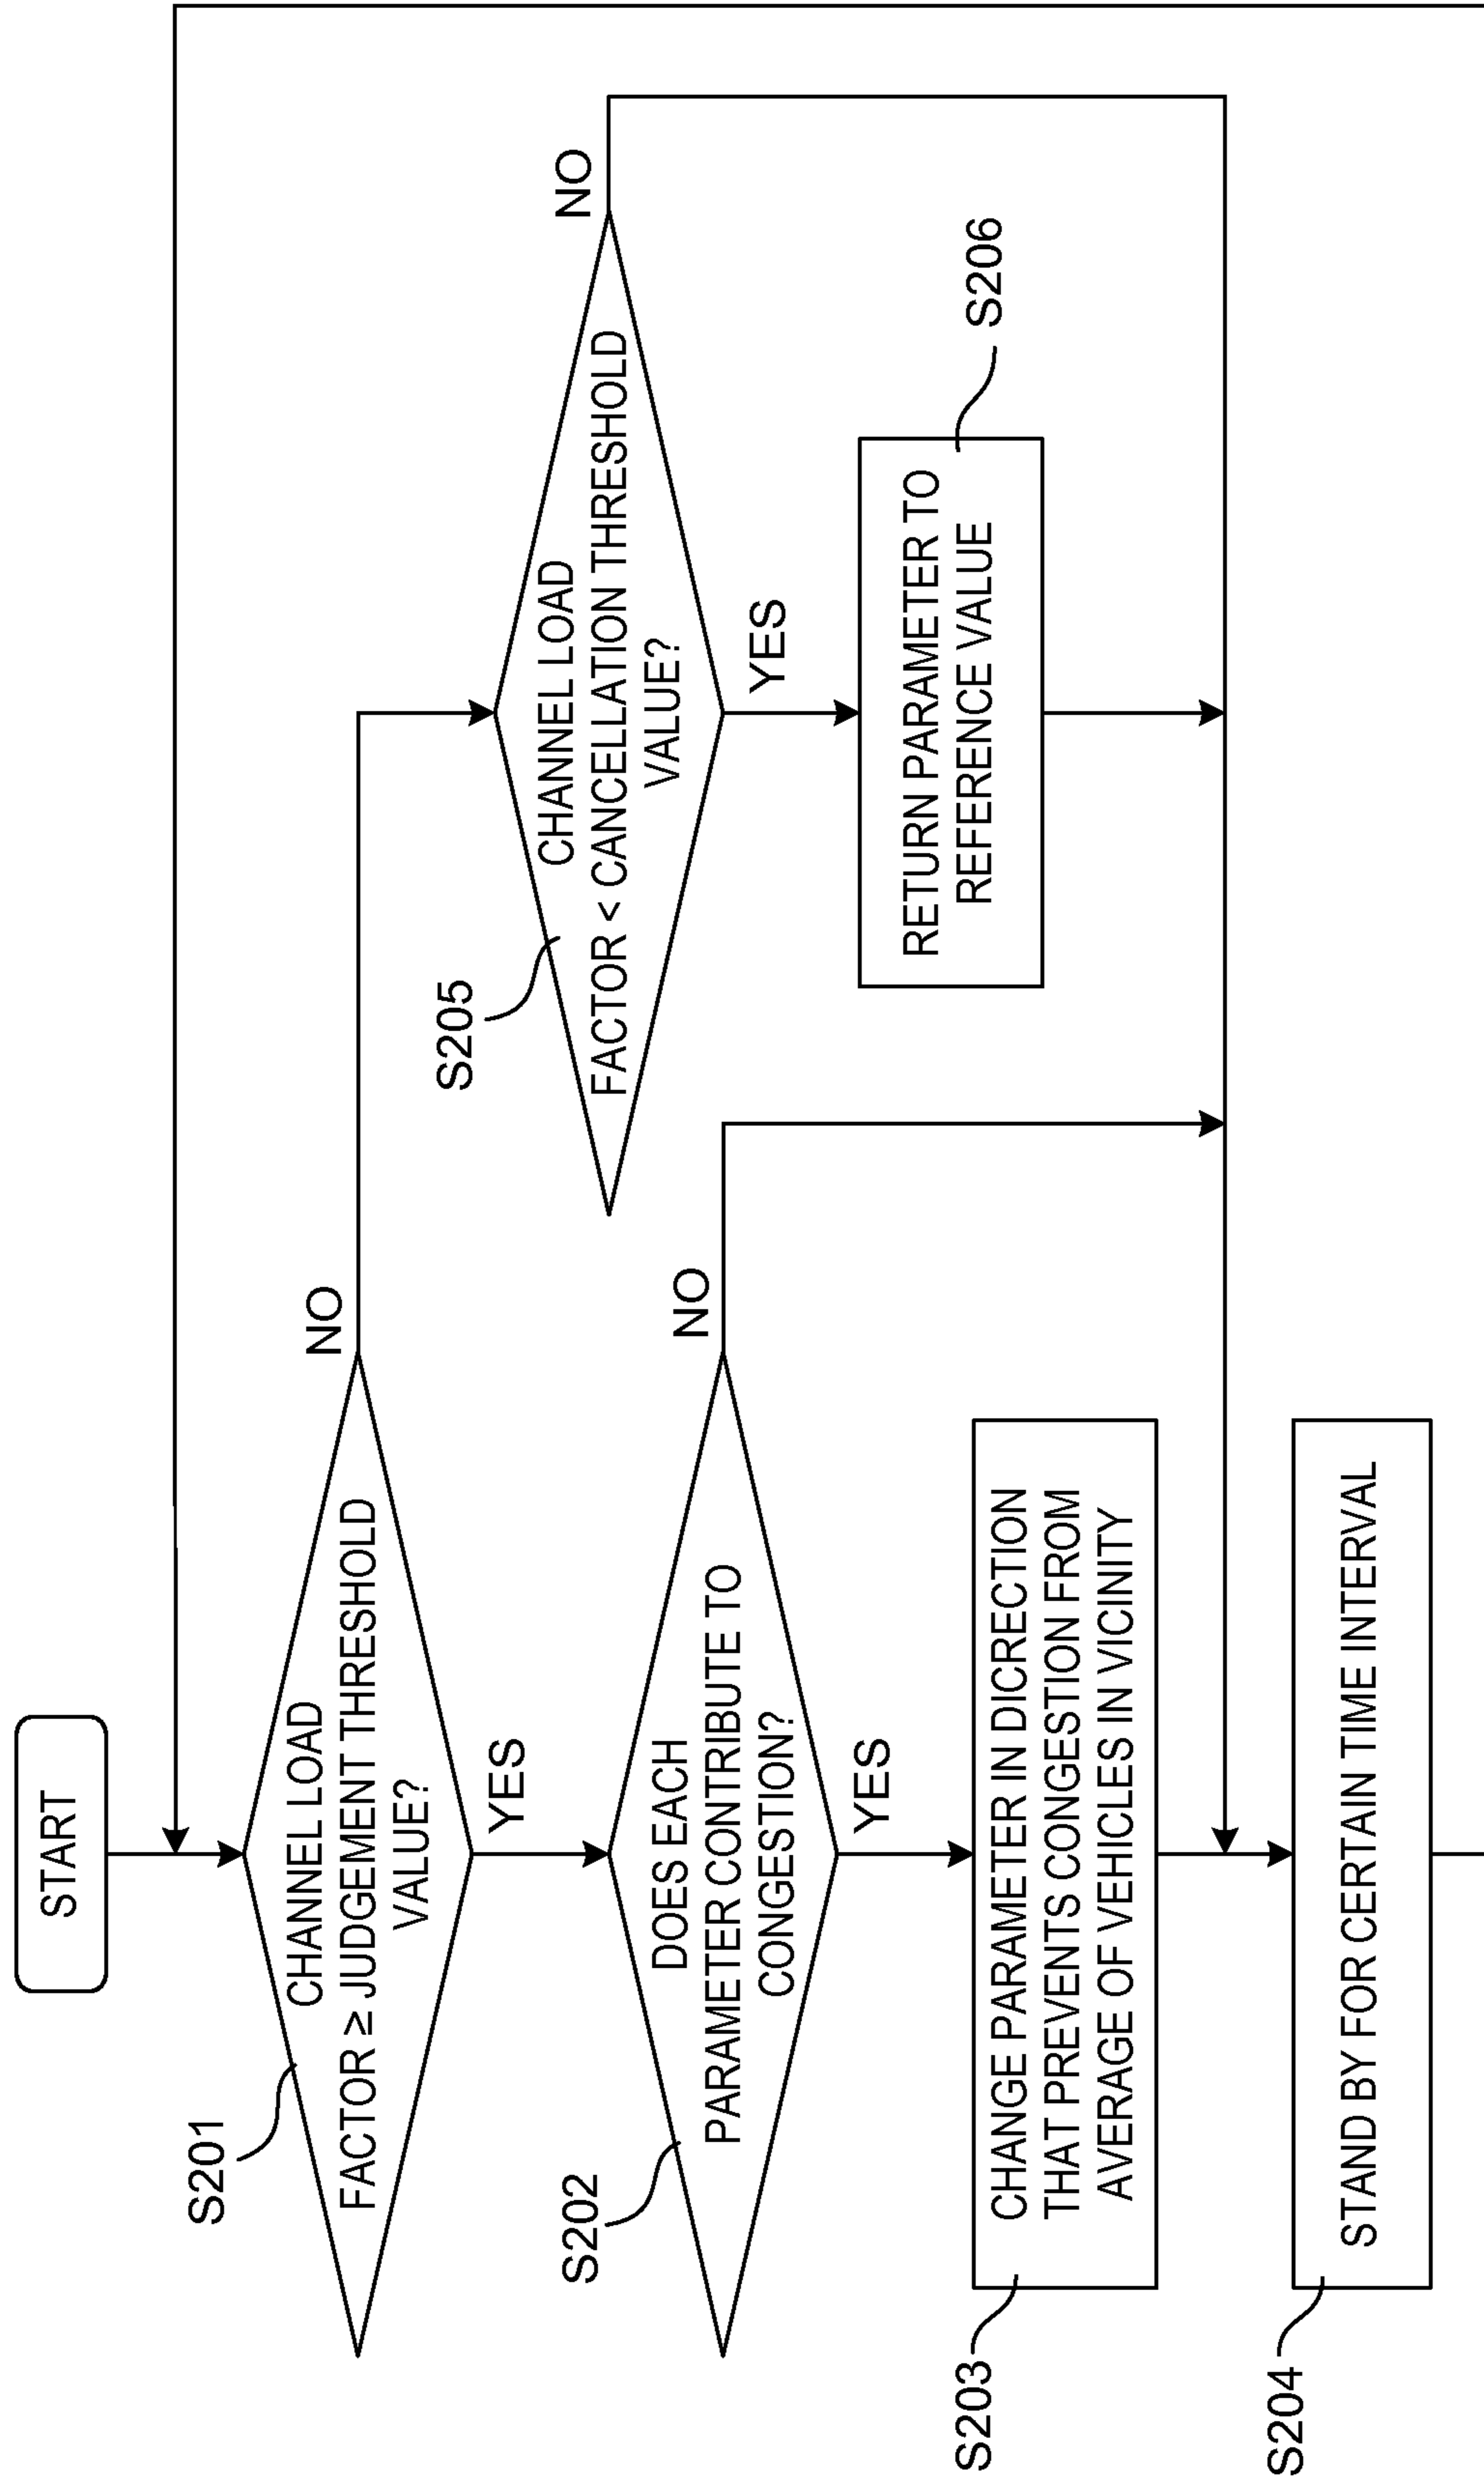 START
S201
CHANNEL LOAD
FACTOR ≥ JUDGEMENT THRESHOLD
VALUE?
NO
YES
S202
DOES EACH
PARAMETER CONTRIBUTE TO
CONGESTION?
NO
YES
S203
CHANGE PARAMETER IN DICRECTION
THAT PREVENTS CONGESTION FROM
AVERAGE OF VEHICLES IN VICINITY
S204
STAND BY FOR CERTAIN TIME INTERVAL
S205
CHANNEL LOAD
FACTOR < CANCELLATION THRESHOLD
VALUE?
NO
YES
S206
RETURN PARAMETER TO
REFERENCE VALUE